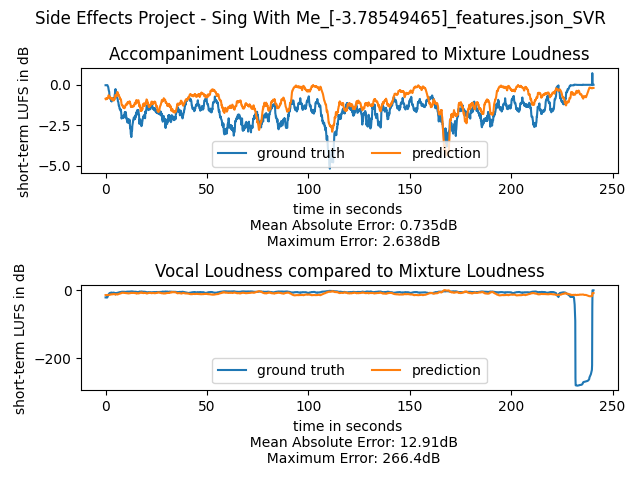 Side Effects Project - Sing With Me_[-3.78549465]_features.json_SVR
Accompaniment Loudness compared to Mixture Loudness
short-term LUFS in dB
0.0
−2.5
−5.0
ground truth
prediction
0 50 100 150 200 250
time in seconds
Mean Absolute Error: 0.735dB
Maximum Error: 2.638dB
Vocal Loudness compared to Mixture Loudness
short-term LUFS in dB
0
−200
ground truth
prediction
0 50 100 150 200 250
time in seconds
Mean Absolute Error: 12.91dB
Maximum Error: 266.4dB